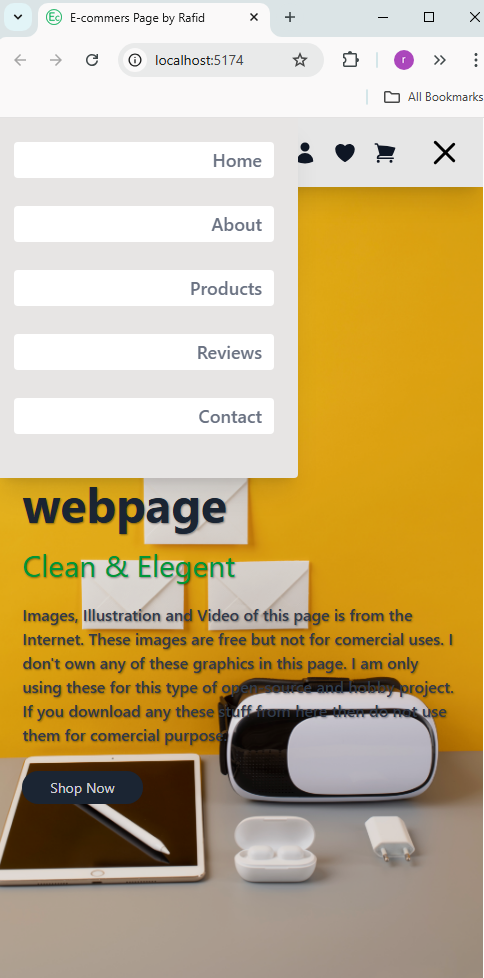 E-commers Page by Rafid
localhost:5174
r
All Bookmarks
Home
About
Products
Reviews
Contact
webpage
Clean & Elegent
Images, Illustration and Video of this page is from the
Internet. These images are free but not for comercial uses. I
don't own any of these graphics in this page. I am only
using these for this type of opensource and hobby project.
If you download any these stuff from here then do not use
them for comercial purpose.
Shop Now